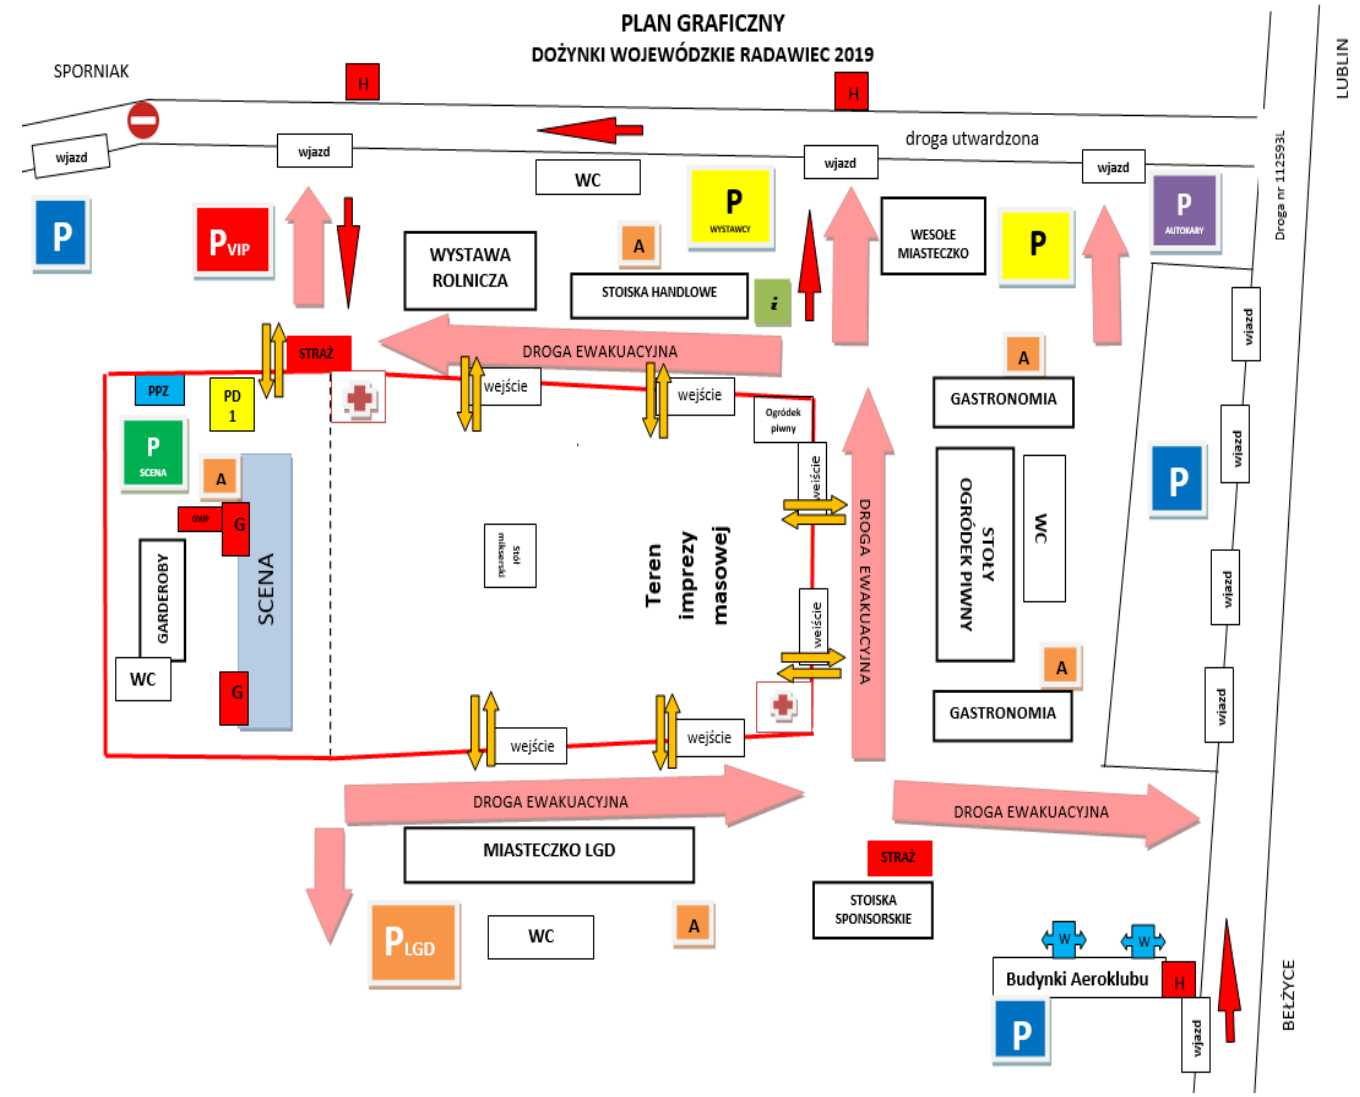 PLAN GRAFICZNY
DOŻYNKI WOJEWÓDZKIE RADAWIEC 2019
SPORNIAK
LUBLIN
H
H
droga utwardzona
Droga nr 112593L
wjazd
wjazd
wjazd
wjazd
WC
P
P VIP
P
WYSTAWCY
P
P
AUTOKARY
WYSTAWA
ROLNICZA
A
STOISKA HANDLOWE
i
WESOŁE
MIASTECZKO
wjazd
STRAŻ
DROGA EWAKUACYJNA
A
GASTRONOMIA
PPZ
PD
1
wejście
wejście
Ogródek
piwny
P
SCENA
A
GWP
G
SCENA
GARDEROBY
WC
G
Stół
mikserski
Teren
imprezy
masowej
wejście
wejście
DROGA EWAKUACYJNA
STOŁY
OGRÓDEK PIWNY
WC
A
GASTRONOMIA
P
wjazd
wjazd
wjazd
wejście
wejście
DROGA EWAKUACYJNA
DROGA EWAKUACYJNA
MIASTECZKO LGD
STRAŻ
STOISKA
SPONSORSKIE
P LGD
WC
A
W
W
Budynki Aeroklubu
H
P
wjazd
BEŁŻYCE